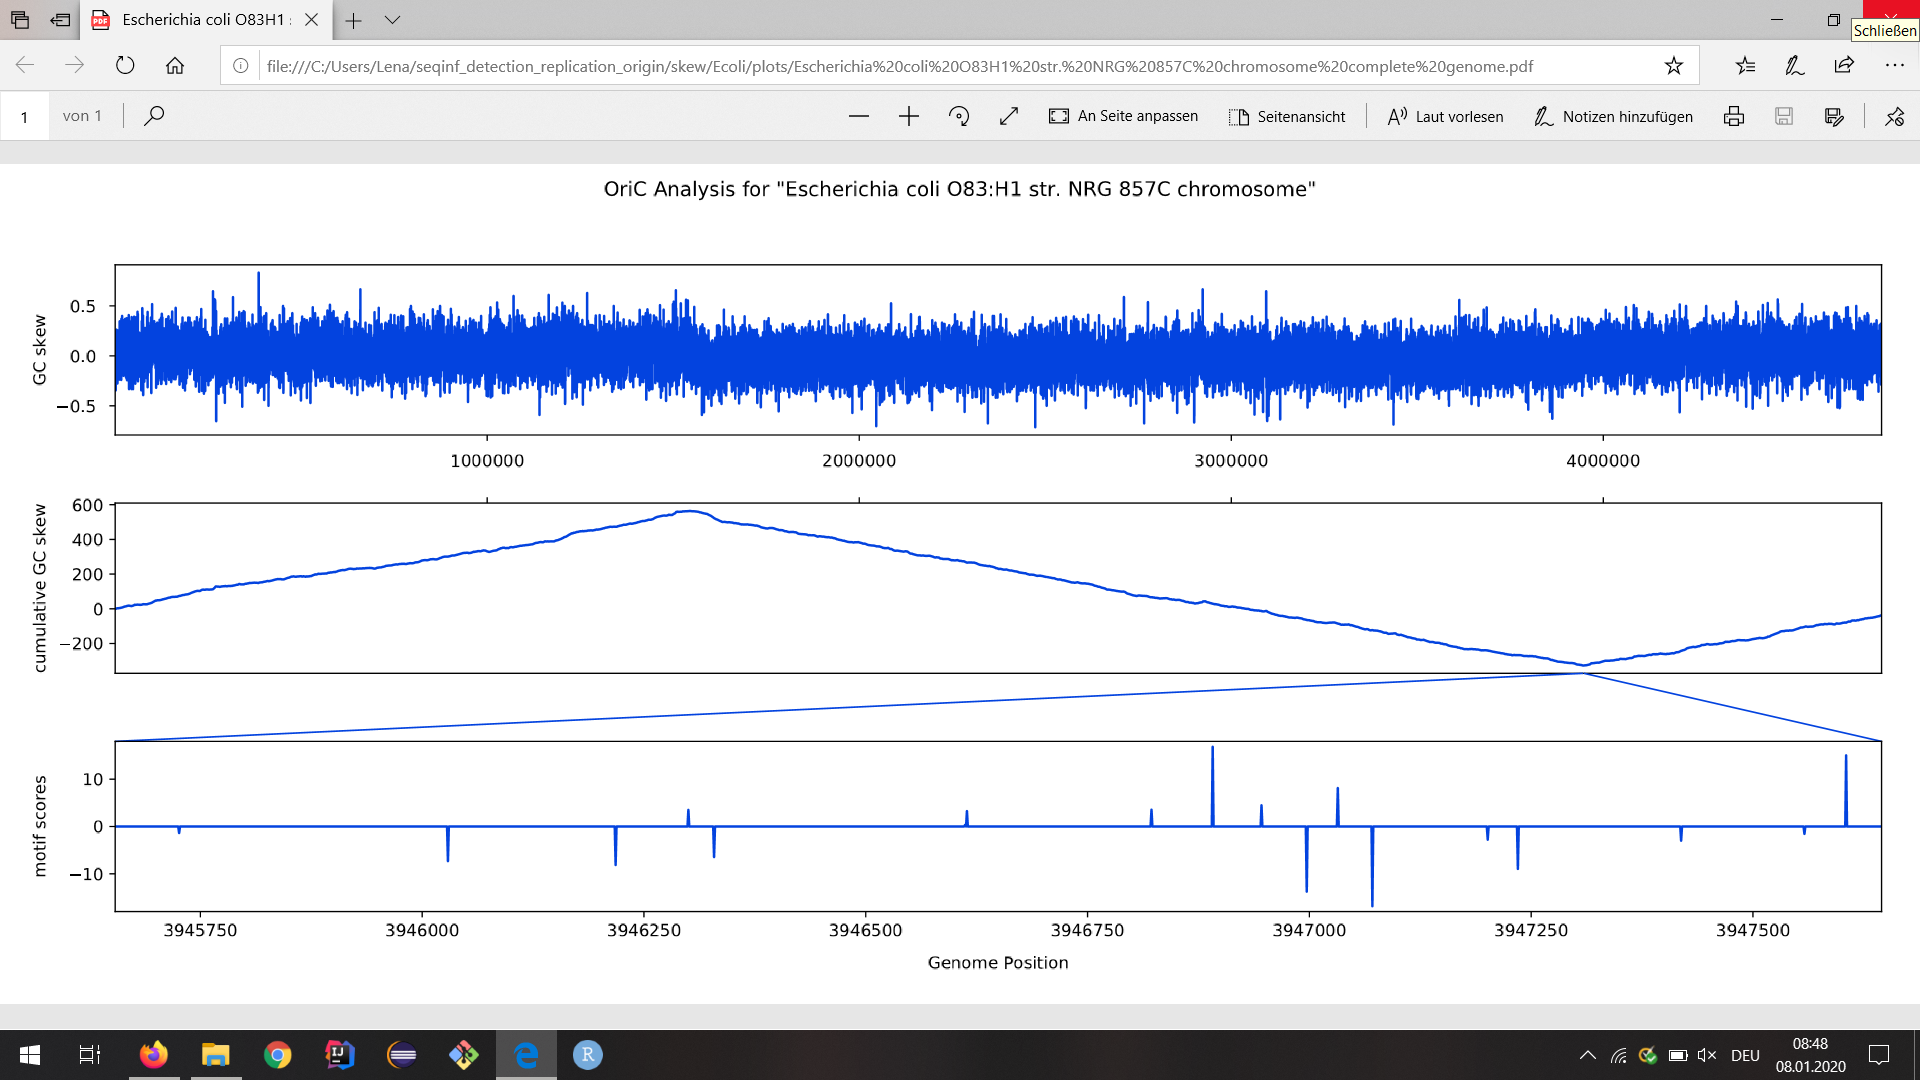 Escherichia coli O83H1 :
Schließen
file:///C:/Users/Lena/seqinf_detection_replication_origin/skew/Ecoli/plots/Escherichia%20coli%20O83H1%20str.%20NRG%20857C%20chromosome%20complete%20genome.pdf
1 von 1 An Seite anpassen Seitenansicht Laut vorlesen Notizen hinzufügen
OriC Analysis for "Escherichia coli O83:H1 str. NRG 857C chromosome"
GC skew
0.5
0.0
−0.5
1000000 2000000 3000000 4000000
cumulative GC skew
600
400
200
0
−200
motif scores
10
0
−10
3945750 3946000 3946250 3946500 3946750 3947000 3947250 3947500
Genome Position
DEU
08:48
08.01.2020